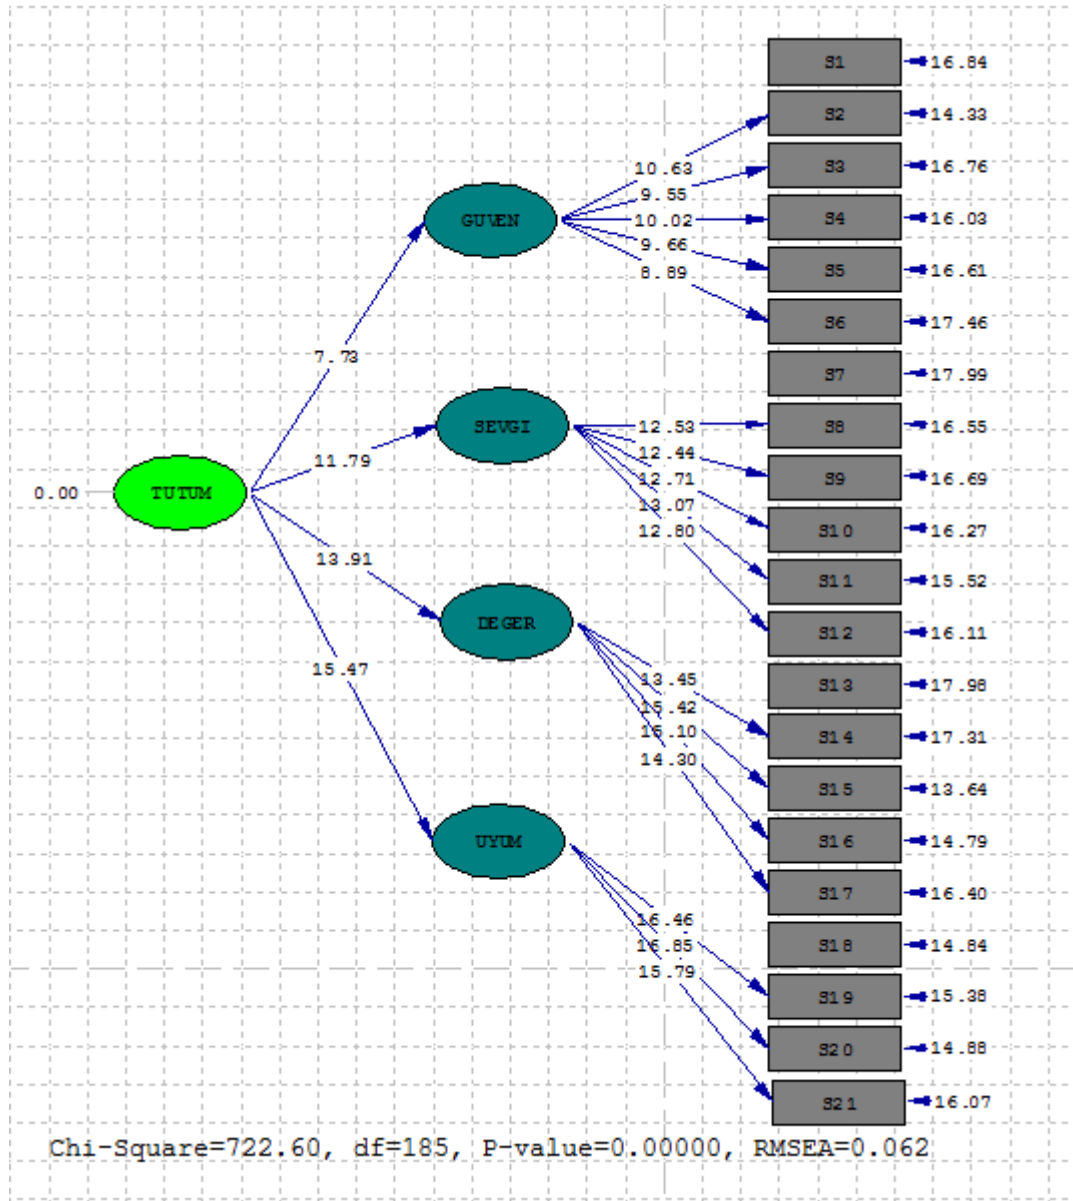 S1 16.84
S2 14.33
10.63
S3 16.76
9.55
GUVEN 10.02 S4 16.03
9.66
S5 16.61
8.89
S6 17.46
7.73
S7 17.99
SEVGI 12.53 S8 16.55
12.44
11.79
S9 16.69
12.71
0.00 TUTUM
13.07
S10 16.27
12.80
13.91
S11 15.52
DEGER S12 16.11
15.47
13.45 S13 17.98
15.42
15.10
S14 17.31
14.30
S15 13.64
UYUM S16 14.79
S17 16.40
16.46
16.85
S18 14.84
15.79
S19 15.38
S20 14.88
S21 16.07
Chi-Square=722.60, df=185, P-value=0.00000, RMSEA=0.062